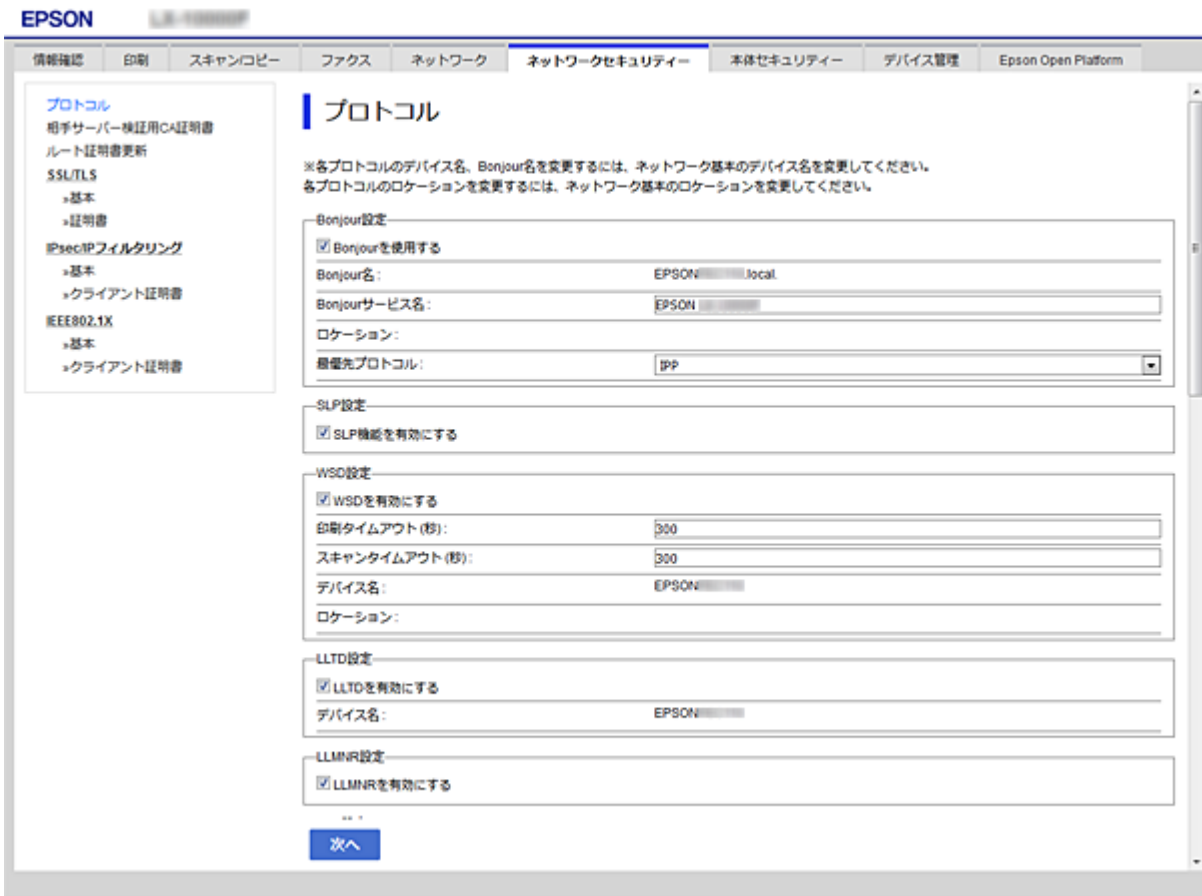 EPSON
情報確認 印刷 スキャン/コピー ファクス ネットワーク ネットワークセキュリティー 本体セキュリティー デバイス管理 Epson Open Platform
プロトコル
相手サーバー検証用CA証明書
ルート証明書更新
SSL/TLS
»基本
»証明書
IPsec/IPフィルタリング
»基本
»クライアント証明書
IEEE802.1X
»基本
»クライアント証明書
プロトコル
※各プロトコルのデバイス名、Bonjour名を変更するには、ネットワーク基本のデバイス名を変更してください。
各プロトコルのロケーションを変更するには、ネットワーク基本のロケーションを変更してください。
Bonjour設定
Bonjourを使用する
Bonjour名: EPSON .local.
Bonjourサービス名: EPSON
ロケーション:
最優先プロトコル: IPP
SLP設定
SLP機能を有効にする
WSD設定
WSDを有効にする
印刷タイムアウト(秒): 300
スキャンタイムアウト(秒): 300
デバイス名: EPSON
ロケーション:
LLTD設定
LLTDを有効にする
デバイス名: EPSON
LLMNR設定
LLMNRを有効にする
次へ